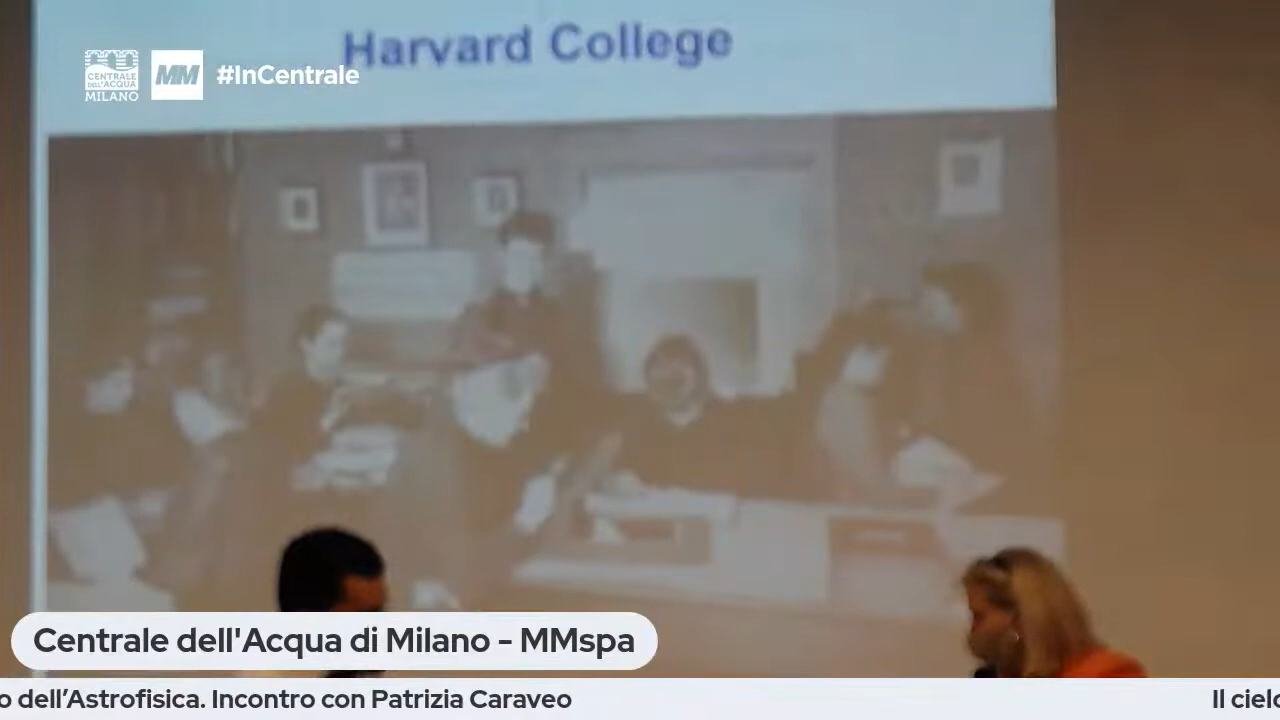 Harvard College
CENTRALE
DELL'ACQUA
MILANO
MM
#InCentrale
Centrale dell'Acqua di Milano - MMspa
o dell'Astrofisica. Incontro con Patrizia Caraveo
Il cielo